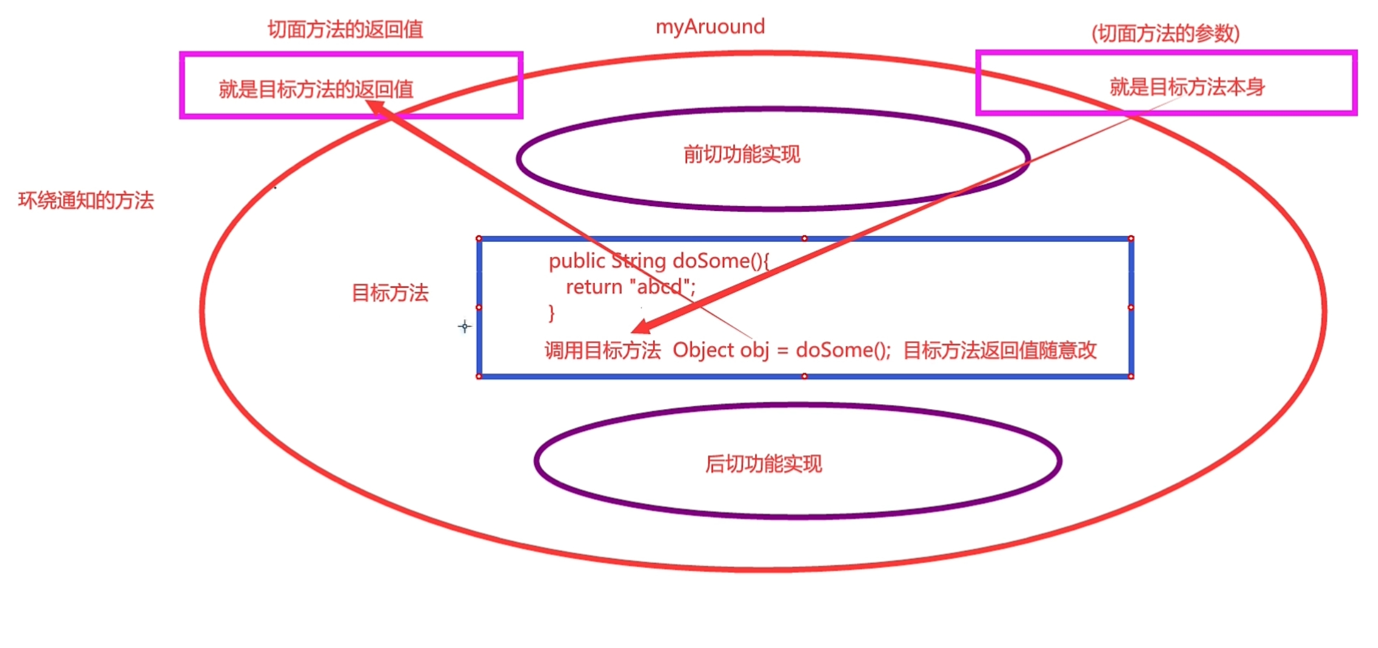 切面方法的返回值
myAruound
(切面方法的参数)
就是目标方法的返回值
就是目标方法本身
前切功能实现
环绕通知的方法
目标方法
public String doSome(){
return "abcd";
}
调用目标方法 Object obj = doSome(); 目标方法返回值随意改
后切功能实现